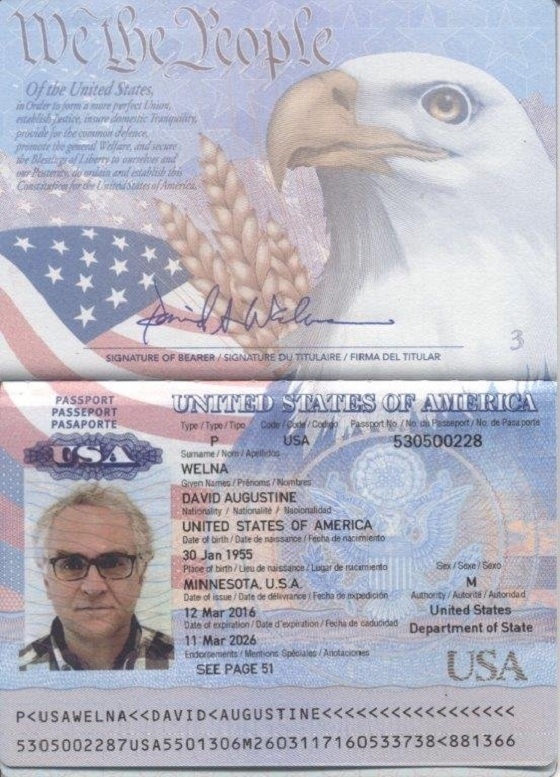 We the People
Of the United States,
in Order to form a more perfect Union,
establish Justice, insure domestic Tranquility,
provide for the common defence,
promote the general Welfare, and secure
the Blessings of Liberty to ourselves and
our Posterity, do ordain and establish this
Constitution for the United States of America.
SIGNATURE OF BEARER / SIGNATURE DU TITULAIRE / FIRMA DEL TITULAR
3
PASSPORT
PASSEPORT
PASAPORTE
USA
UNITED STATES OF AMERICA
Type / Type / Tipo Code / Code / Codigo Passport No. / No. du Passeport / No. de Pasaporte
P USA 530500228
Surname / Nom / Apellidos
WELNA
Given Names / Prénoms / Nombres
DAVID AUGUSTINE
Nationality / Nationalité / Nacionalidad
UNITED STATES OF AMERICA
Date of birth / Date de naissance / Fecha de nacimiento
30 Jan 1955
Place of birth / Lieu de naissance / Lugar de nacimiento Sex / Sexe / Sexo
MINNESOTA, U.S.A. M
Date of issue / Date de délivrance / Fecha de expedición Authority / Autorité / Autoridad
12 Mar 2016 United States
Date of expiration / Date d'expiration / Fecha de caducidad Department of State
11 Mar 2026
Endorsements / Mentions Spéciales / Anotaciones
SEE PAGE 51
USA
P<USAWELNA<<DAVID<AUGUSTINE<<<<<<<<<<<<<<<<<
5305002287USA5501306M2603117160533738<881366